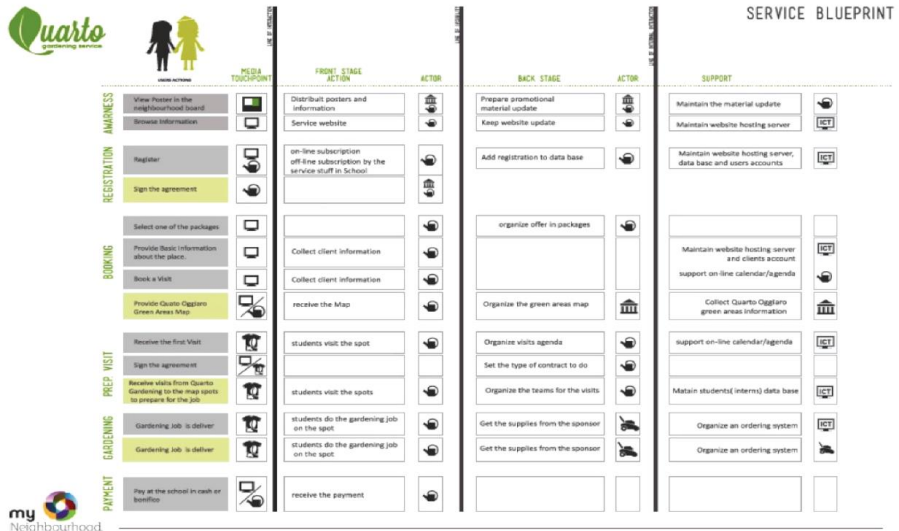 Quarto
gardening service
SERVICE BLUEPRINT
LINE OF INTERACTION
LINE OF VISIBILITY
LINE OF INTERNAL INTERACTION
USERS ACTIONS
MEDIA
TOUCHPOINT
FRONT STAGE
ACTION
ACTOR
BACK STAGE
ACTOR
SUPPORT
AWARNESS
View Poster in the
neighbourhood board
Distribuit posters and
information
Prepare promotional
material update
Maintain the material update
Browse Information
Service website
Keep website update
Maintain website hosting server
ICT
REGISTRATION
Register
on-line subscription
off-line subscription by the
service stuff in School
Add registration to data base
Maintain website hosting server,
data base and users accounts
ICT
Sign the agreement
BOOKING
Select one of the packages
organize offer in packages
Provide Basic Information
about the place.
Collect client information
Maintain website hosting server
and clients account
ICT
Book a Visit
Collect client information
support on-line calendar/agenda
Provide Quato Oggiaro
Green Areas Map
receive the Map
Organize the green areas map
Collect Quarto Oggiaro
green areas information
PREP VISIT
Receive the first Visit
students visit the spot
Organize visits agenda
support on-line calendar/agenda
ICT
Sign the agreement
Set the type of contract to do
Receive visits from Quarto
Gardening to the map spots
to prepare for the job
students visit the spots
Organize the teams for the visits
Matain students( interns) data base
ICT
GARDENING
Gardening Job is deliver
students do the gardening job
on the spot
Get the supplies from the sponsor
Organize an ordering system
ICT
Gardening Job is deliver
students do the gardening job
on the spot
Get the supplies from the sponsor
Organize an ordering system
PAYMENT
Pay at the school in cash or
bonifico
receive the payment
my
Neighbourhood